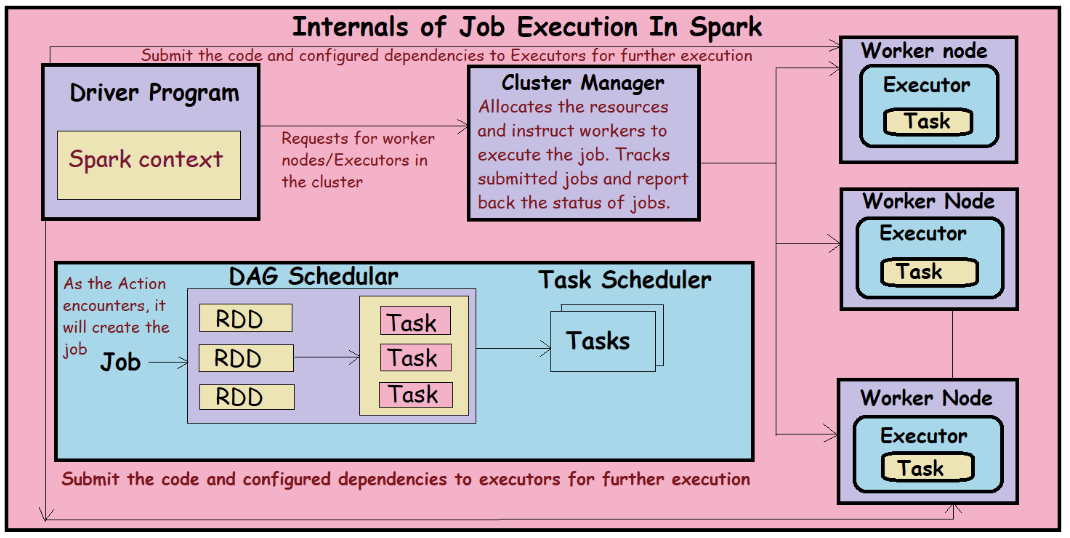 Internals of Job Execution In Spark
Submit the code and configured dependencies to Executors for further execution
Driver Program
Spark context
Requests for worker
nodes/Executors in
the cluster
Cluster Manager
Allocates the resources
and instruct workers to
execute the job. Tracks
submitted jobs and report
back the status of jobs.
Worker node
Executor
Task
Worker Node
Executor
Task
Worker Node
Executor
Task
DAG Schedular
Task Scheduler
As the Action
encounters, it
will create the
job
Job
RDD
RDD
RDD
Task
Task
Task
Tasks
Submit the code and configured dependencies to executors for further execution